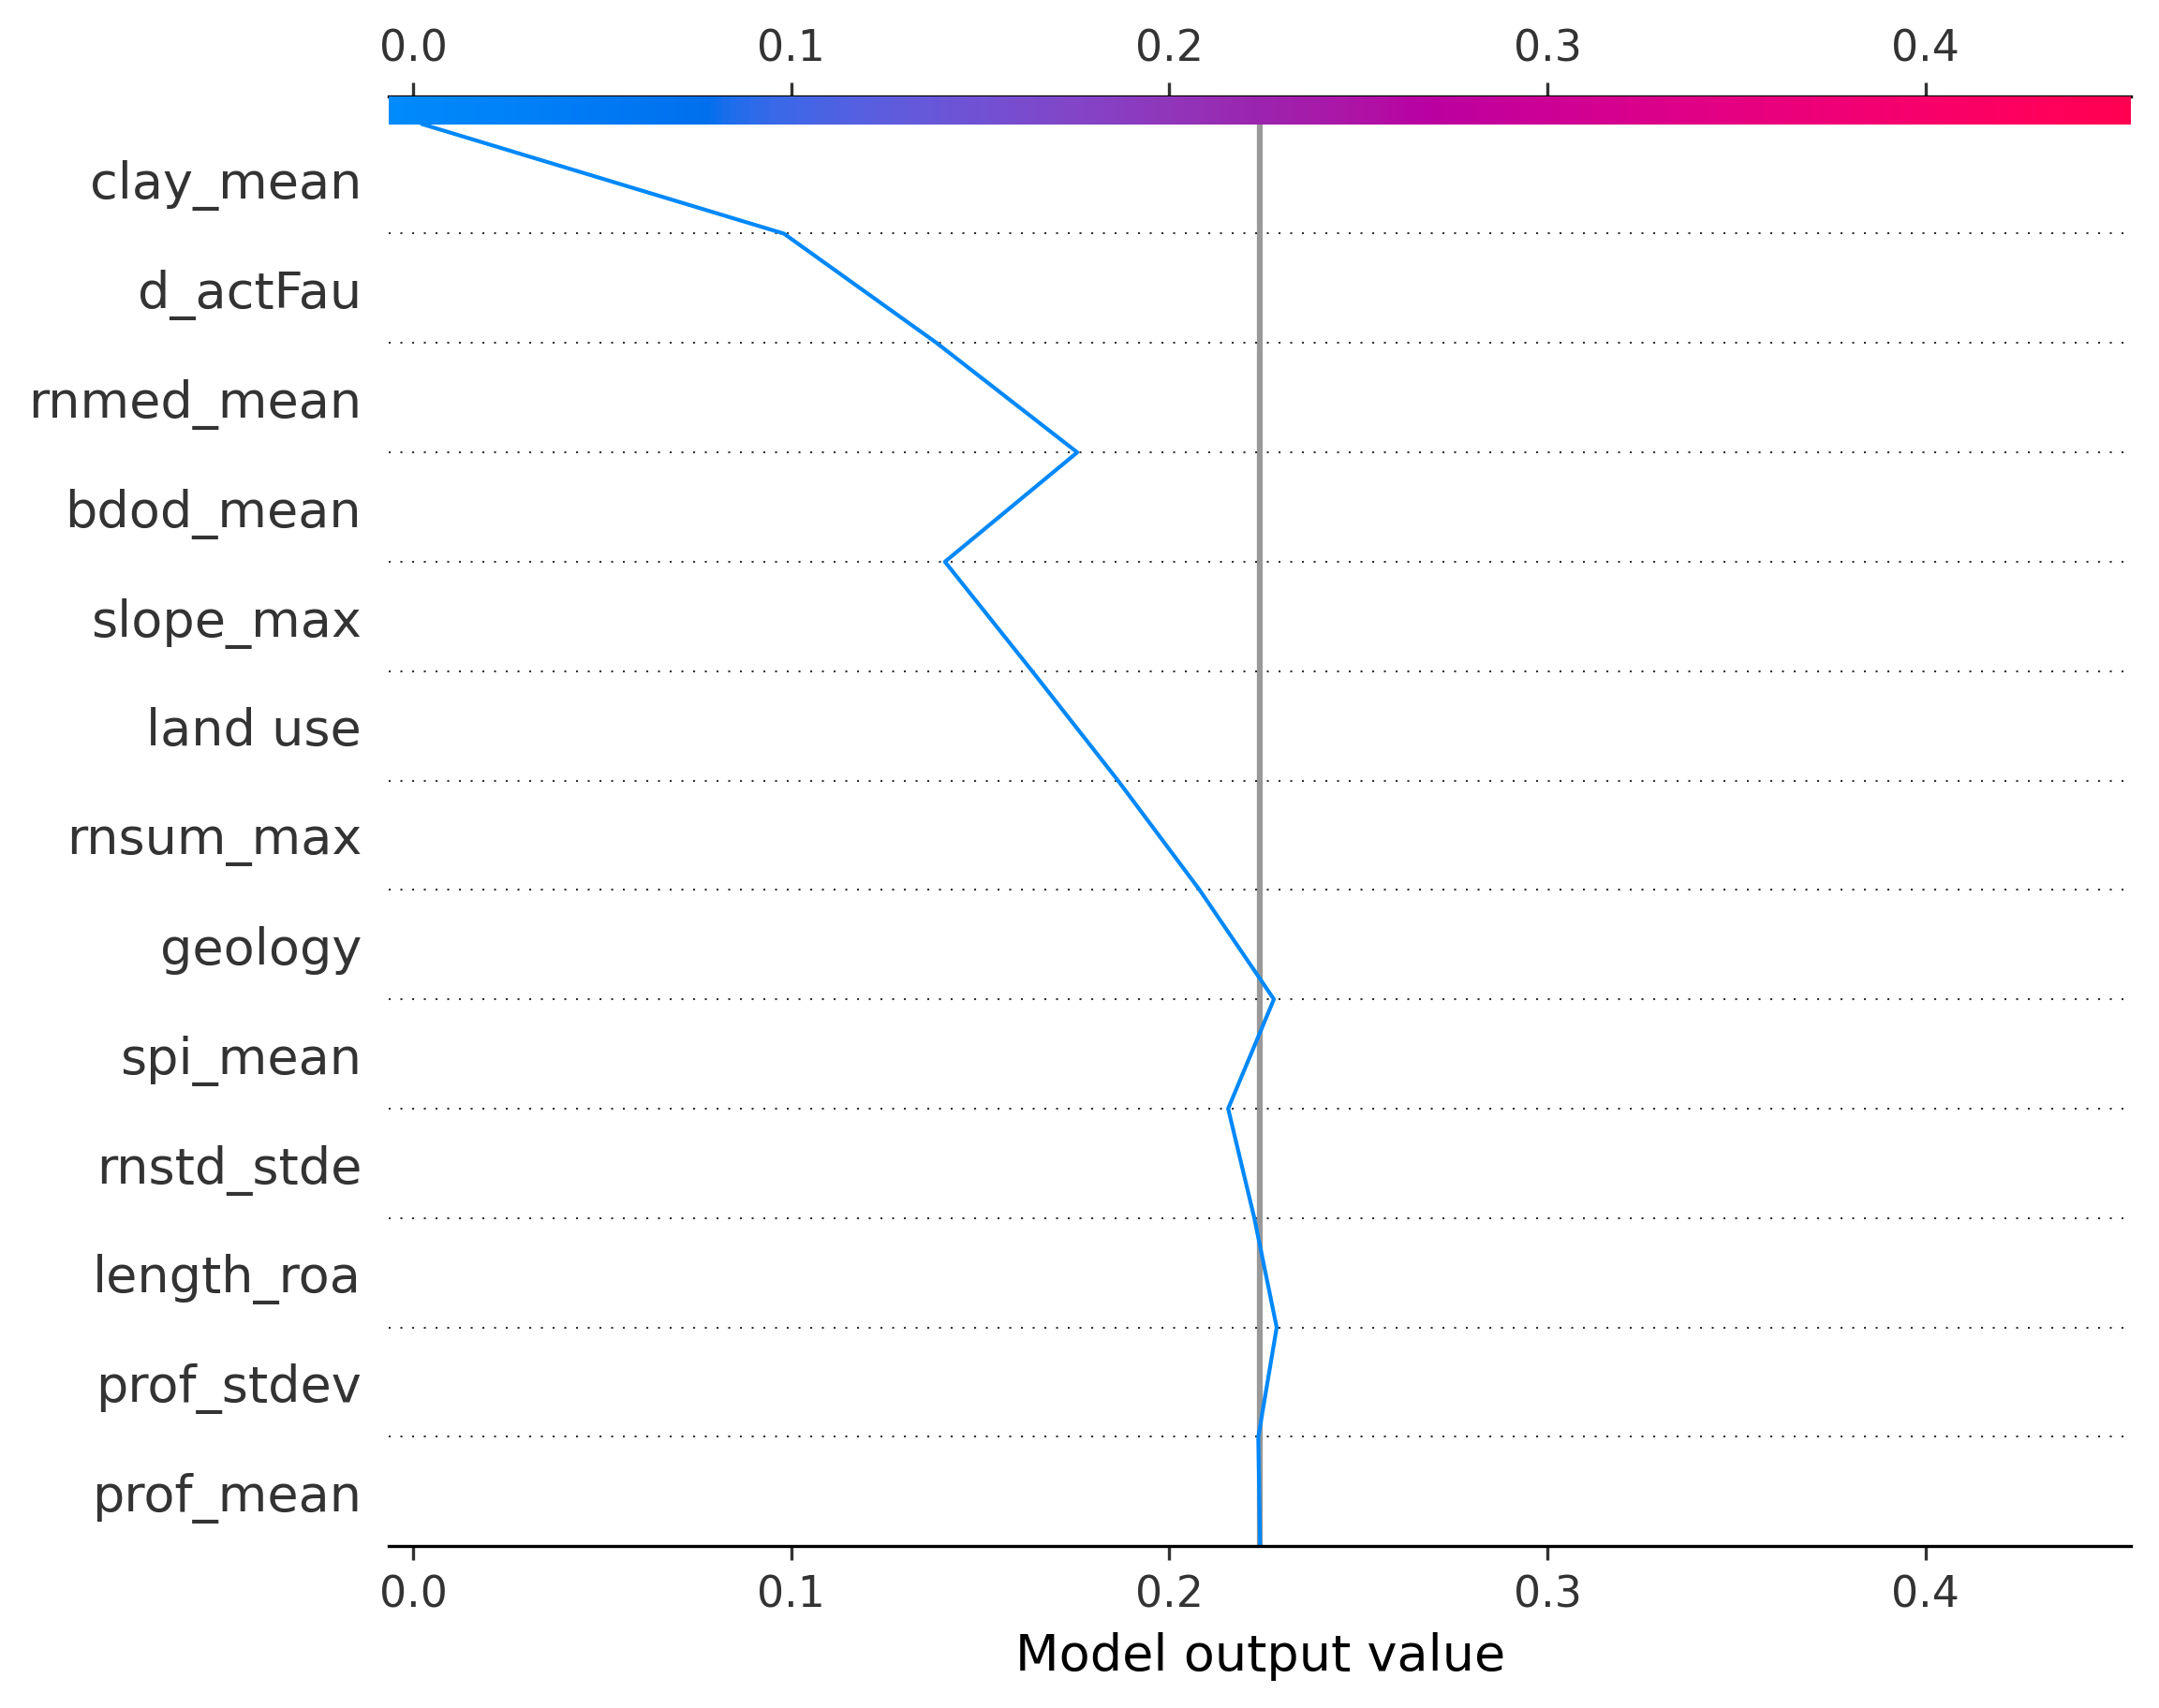 0.0 0.1 0.2 0.3 0.4
clay_mean
d_actFau
rnmed_mean
bdod_mean
slope_max
land use
rnsum_max
geology
spi_mean
rnstd_stde
length_roa
prof_stdev
prof_mean
0.0 0.1 0.2 0.3 0.4
Model output value